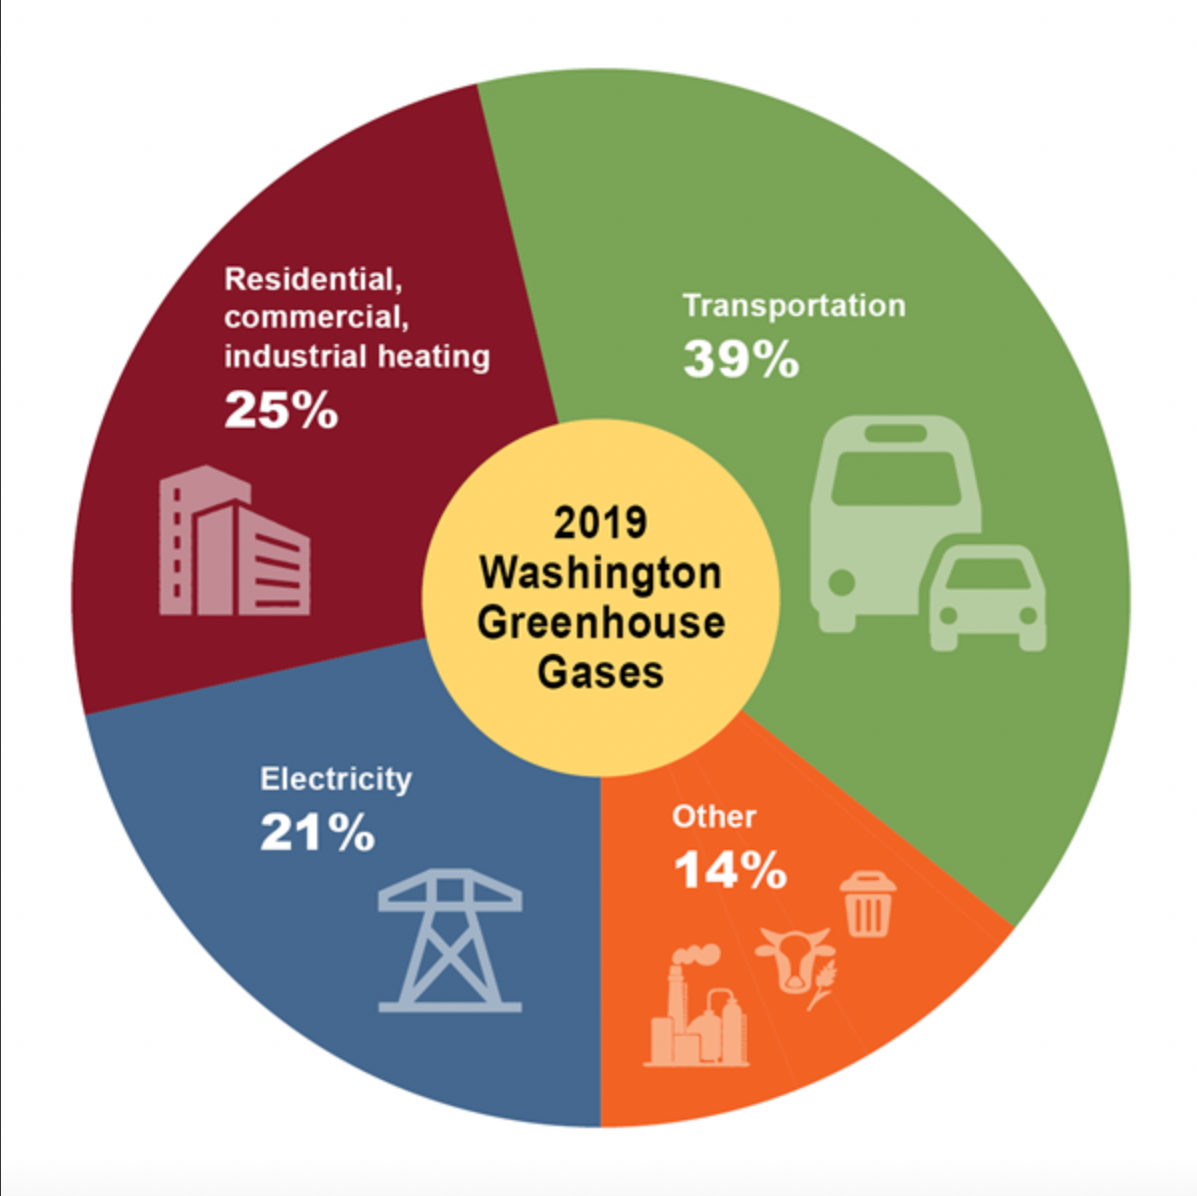 Residential,
commercial,
industrial heating
25%
Transportation
39%
2019
Washington
Greenhouse
Gases
Electricity
21%
Other
14%